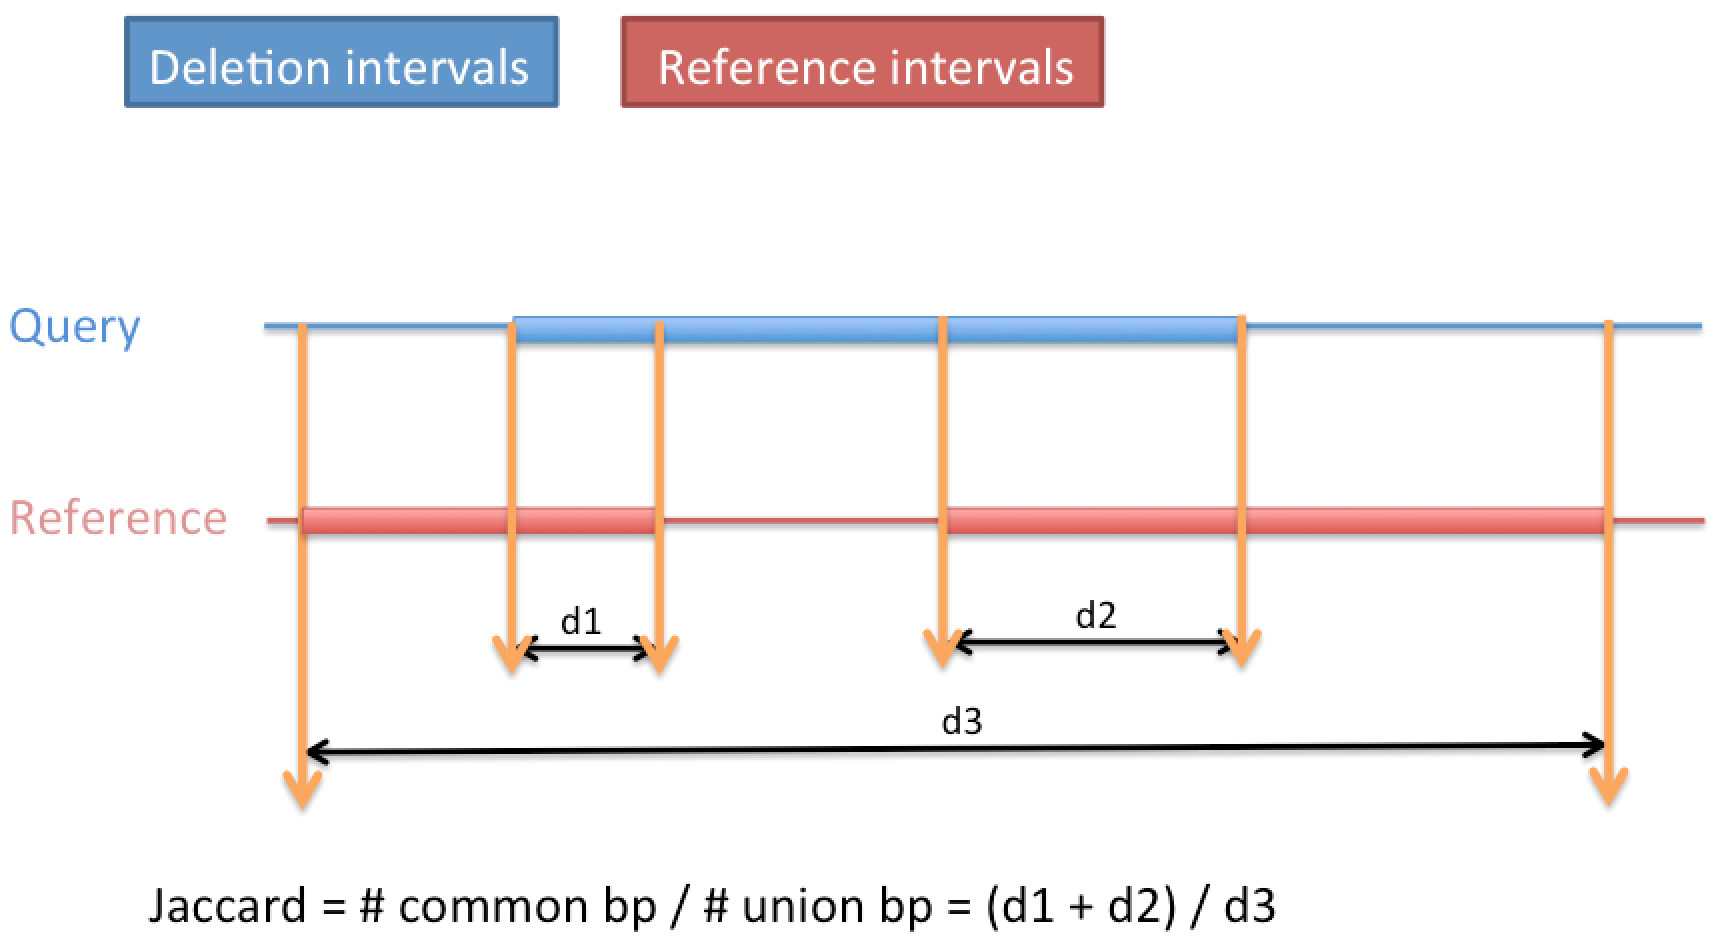 Deletion intervals
Reference intervals
Query
Reference
d1
d2
d3
Jaccard = # common bp / # union bp = (d1 + d2) / d3